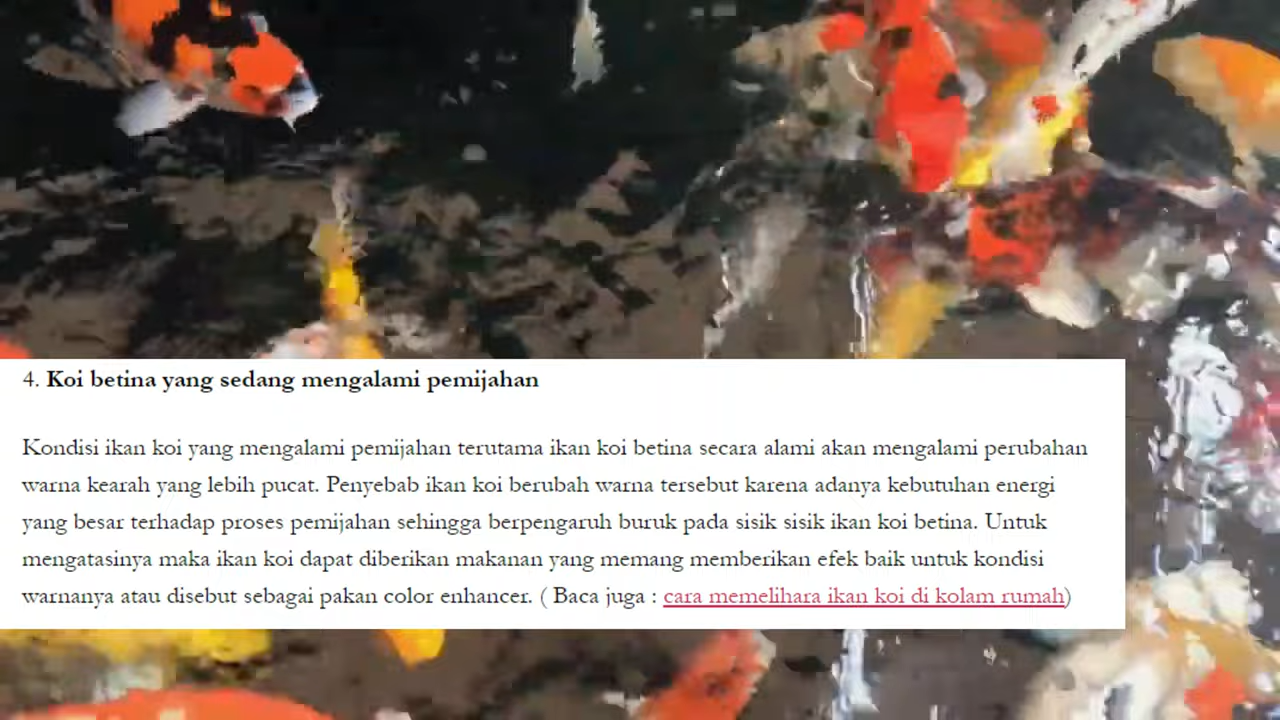 4. Koi betina yang sedang mengalami pemijahan
Kondisi ikan koi yang mengalami pemijahan terutama ikan koi betina secara alami akan mengalami perubahan
warna kearah yang lebih pucat. Penyebab ikan koi berubah warna tersebut karena adanya kebutuhan energi
yang besar terhadap proses pemijahan sehingga berpengaruh buruk pada sisik sisik ikan koi betina. Untuk
mengatasinya maka ikan koi dapat diberikan makanan yang memang memberikan efek baik untuk kondisi
warnanya atau disebut sebagai pakan color enhancer. ( Baca juga : cara memelihara ikan koi di kolam rumah)